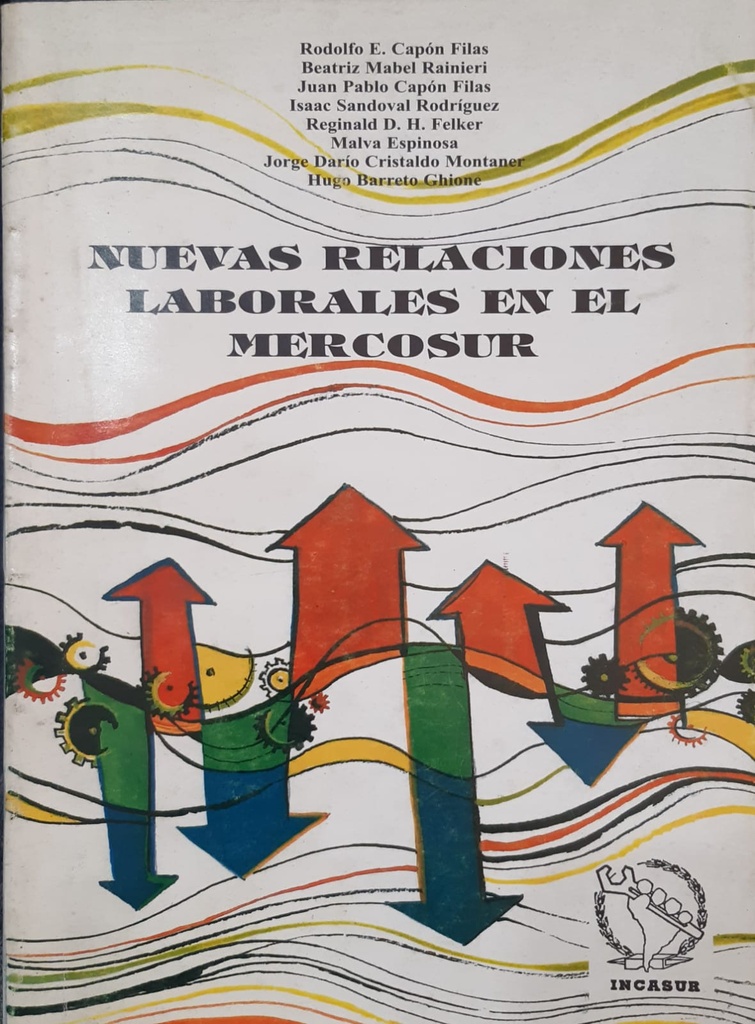 Rodolfo E. Capón Filas
Beatriz Mabel Rainieri
Juan Pablo Capón Filas
Isaac Sandoval Rodríguez
Reginald D. H. Felker
Malva Espinosa
Jorge Darío Cristaldo Montaner
Hugo Barreto Ghione
NUEVAS RELACIONES
LABORALES EN EL
MERCOSUR
INCASUR